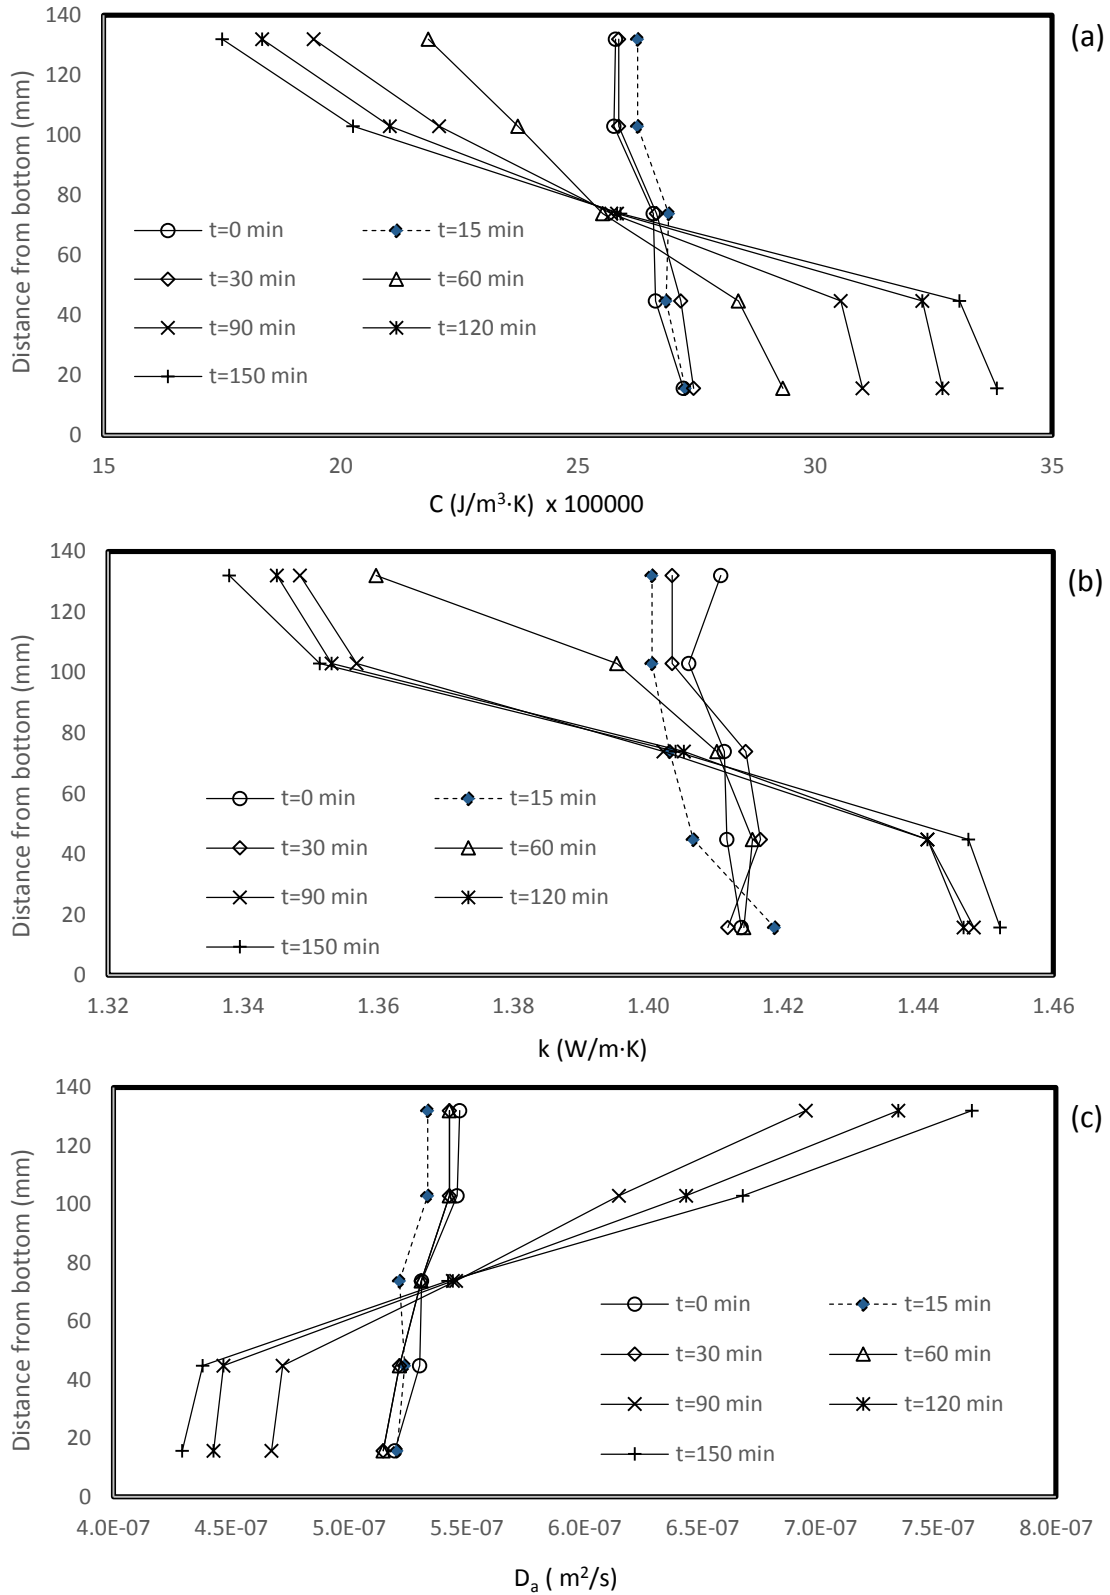 140
(a)
120
100
80
60
40
20
0
Distance from bottom (mm)
t=0 min
t=15 min
t=30 min
t=60 min
t=90 min
t=120 min
t=150 min
15 20 25 30 35
C (J/m³·K) x 100000
140
(b)
120
100
80
60
40
20
0
Distance from bottom (mm)
t=0 min
t=15 min
t=30 min
t=60 min
t=90 min
t=120 min
t=150 min
1.32 1.34 1.36 1.38 1.40 1.42 1.44 1.46
k (W/m·K)
140
(c)
120
100
80
60
40
20
0
Distance from bottom (mm)
t=0 min
t=15 min
t=30 min
t=60 min
t=90 min
t=120 min
t=150 min
4.0E-07 4.5E-07 5.0E-07 5.5E-07 6.0E-07 6.5E-07 7.0E-07 7.5E-07 8.0E-07
Dₐ ( m²/s)